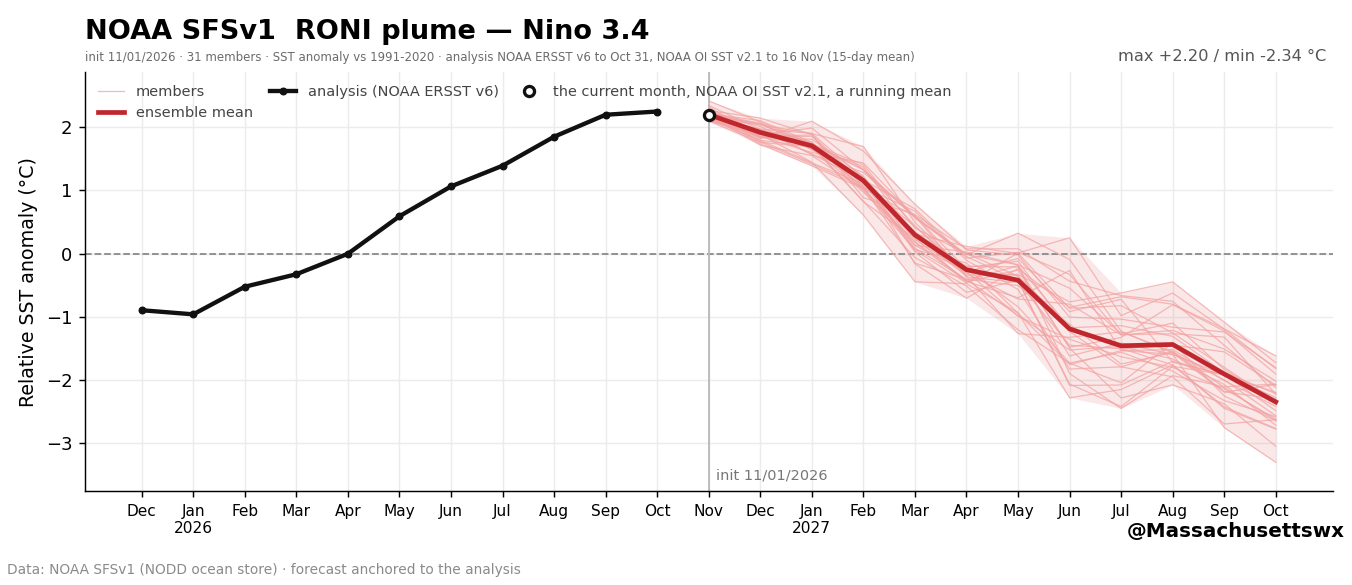 NOAA SFSv1  RONI plume — Nino 3.4
init 11/01/2026 · 31 members · SST anomaly vs 1991-2020 · analysis NOAA ERSST v6 to Oct 31, NOAA OI SST v2.1 to 16 Nov (15-day mean)
max +2.20 / min -2.34 °C
members
ensemble mean
analysis (NOAA ERSST v6)
the current month, NOAA OI SST v2.1, a running mean
Relative SST anomaly (°C)
2
1
0
−1
−2
−3
init 11/01/2026
Dec Jan Feb Mar Apr May Jun Jul Aug Sep Oct Nov Dec Jan Feb Mar Apr May Jun Jul Aug Sep Oct
2026 2027
@Massachusettswx
Data: NOAA SFSv1 (NODD ocean store) · forecast anchored to the analysis